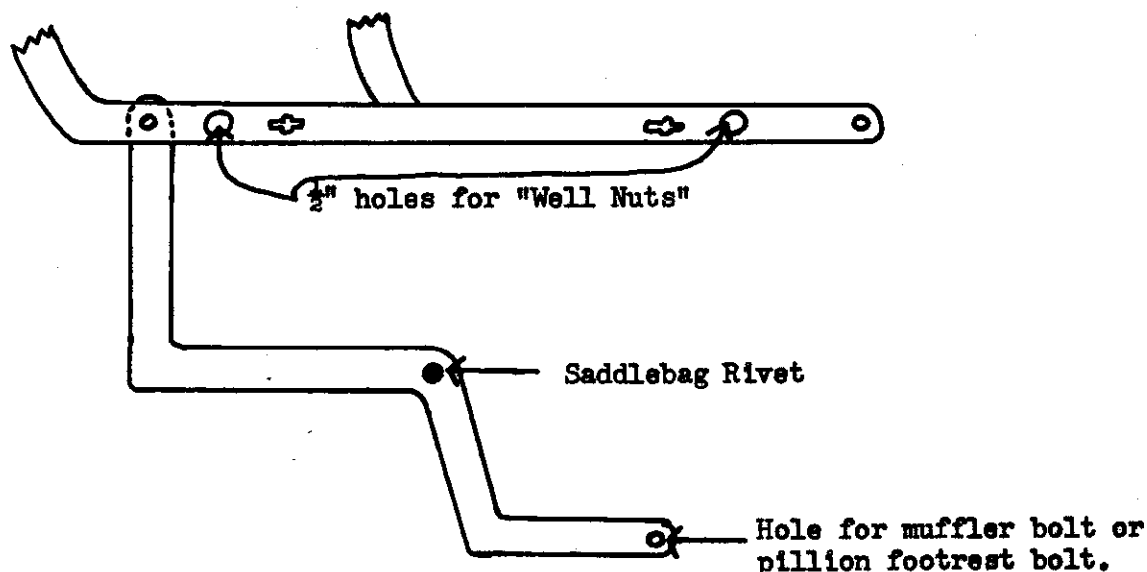 ½" holes for "Well Nuts"
Saddlebag Rivet
Hole for muffler bolt or
pillion footrest bolt.